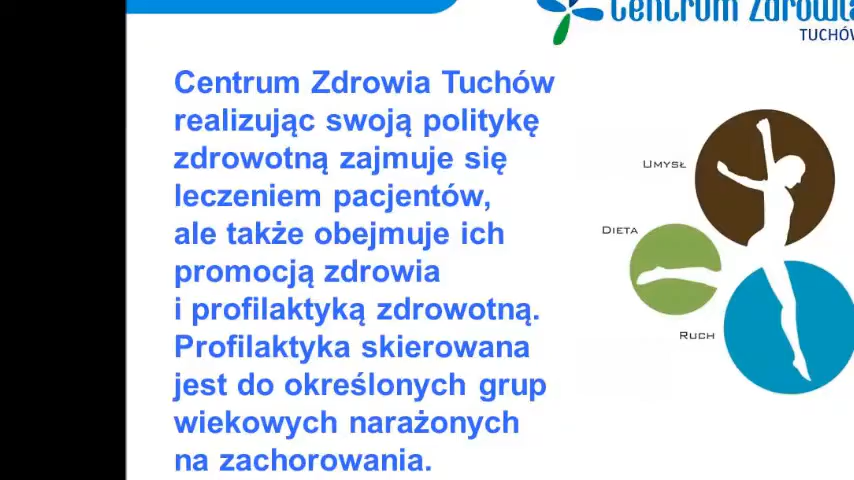 Centrum Zdrowia
TUCHÓW
Centrum Zdrowia Tuchów
realizując swoją politykę
zdrowotną zajmuje się
leczeniem pacjentów,
ale także obejmuje ich
promocją zdrowia
i profilaktyką zdrowotną.
Profilaktyka skierowana
jest do określonych grup
wiekowych narażonych
na zachorowania.
Umysł
Dieta
Ruch